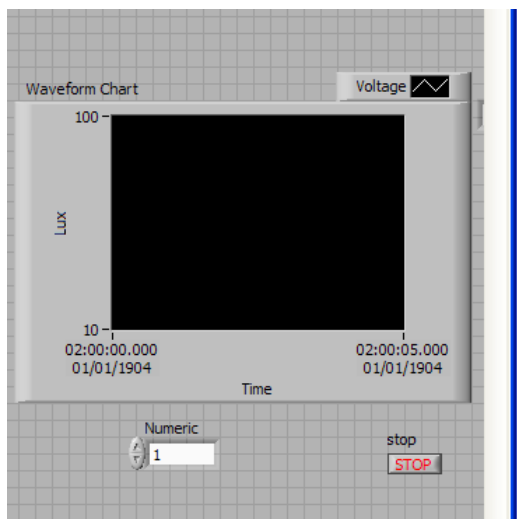 Waveform Chart
Voltage
100
Lux
10
02:00:00.000
01/01/1904
02:00:05.000
01/01/1904
Time
Numeric
1
stop
STOP